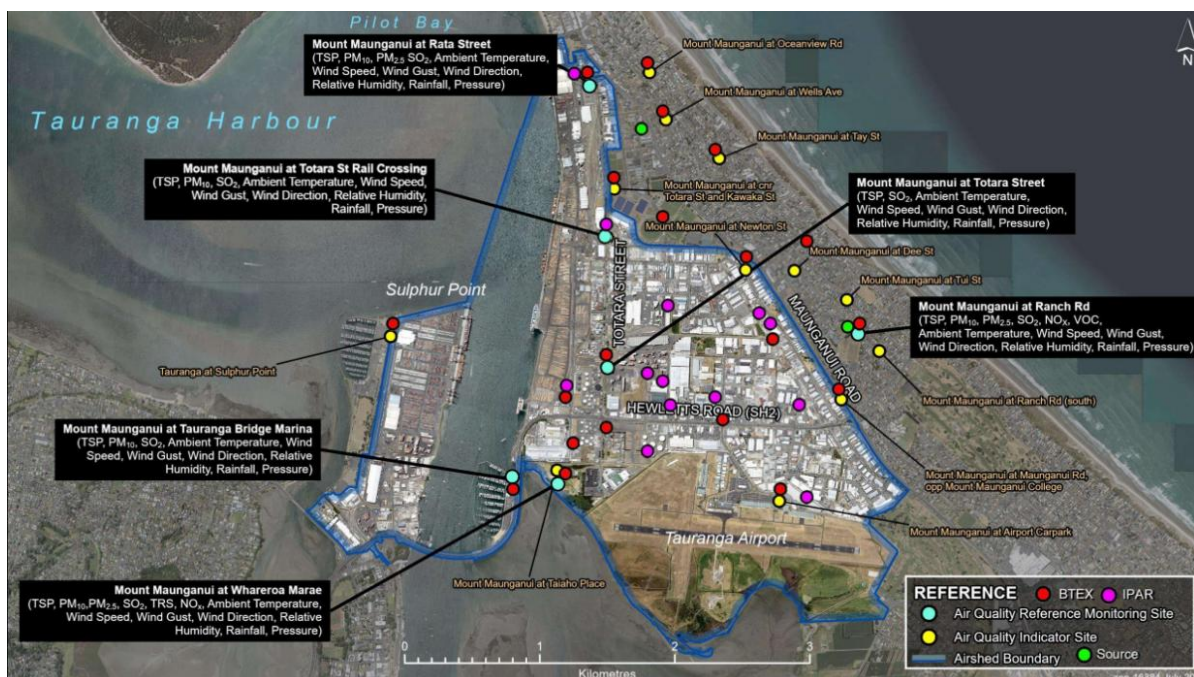 Pilot Bay
Mount Maunganui at Rata Street
(TSP, PM10, PM2.5 SO2, Ambient Temperature,
Wind Speed, Wind Gust, Wind Direction,
Relative Humidity, Rainfall, Pressure)
Mount Maunganui at Oceanview Rd
N
Mount Maunganui at Wells Ave
Tauranga Harbour
Mount Maunganui at Tay St
Mount Maunganui at Totara St Rail Crossing
(TSP, PM10, SO2, Ambient Temperature, Wind Speed,
Wind Gust, Wind Direction, Relative Humidity,
Rainfall, Pressure)
Mount Maunganui at cnr
Totara St and Kawaka St
Mount Maunganui at Totara Street
(TSP, SO2, Ambient Temperature,
Wind Speed, Wind Gust, Wind Direction,
Relative Humidity, Rainfall, Pressure)
Mount Maunganui at Newton St
Mount Maunganui at Dee St
Mount Maunganui at Tui St
TOTARA STREET
Sulphur Point
MAUNGANUI ROAD
Mount Maunganui at Ranch Rd
(TSP, PM10, PM2.5, SO2, NOX, VOC,
Ambient Temperature, Wind Speed, Wind Gust,
Wind Direction, Relative Humidity, Rainfall, Pressure)
Tauranga at Sulphur Point
Mount Maunganui at Ranch Rd (south)
HEWLETTS ROAD (SH2)
Mount Maunganui at Tauranga Bridge Marina
(TSP, PM10, SO2, Ambient Temperature, Wind
Speed, Wind Gust, Wind Direction, Relative
Humidity, Rainfall, Pressure)
Mount Maunganui at Maunganui Rd,
opp Mount Maunganui College
Tauranga Airport
Mount Maunganui at Airport Carpark
Mount Maunganui at Taiaho Place
Mount Maunganui at Whareroa Marae
(TSP, PM10,PM2.5, SO2, TRS, NOx, Ambient Temperature,
Wind Speed, Wind Gust, Wind Direction, Relative
Humidity, Rainfall, Pressure)
REFERENCE
BTEX
IPAR
Air Quality Reference Monitoring Site
Air Quality Indicator Site
Airshed Boundary
Source
0 1 2 3
Kilometres